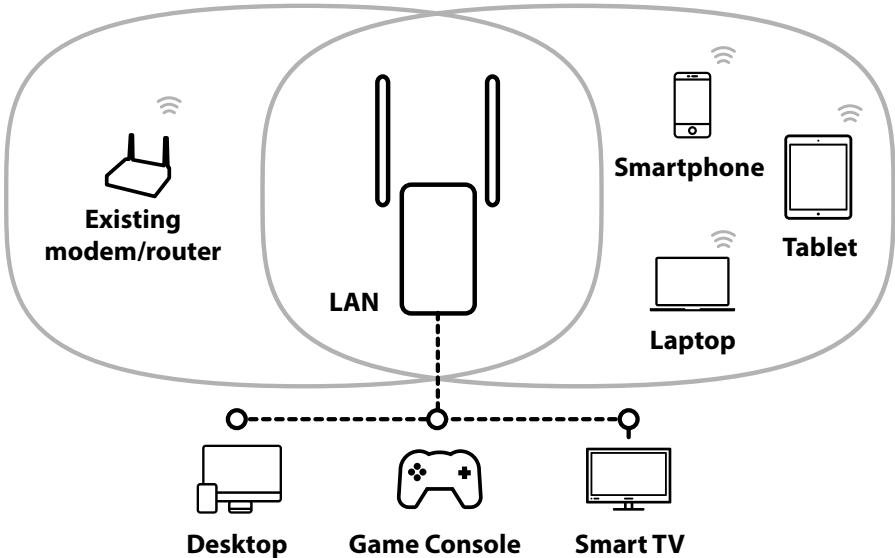 Smartphone
Existing
modem/router
Tablet
LAN
Laptop
Desktop
Game Console
Smart TV